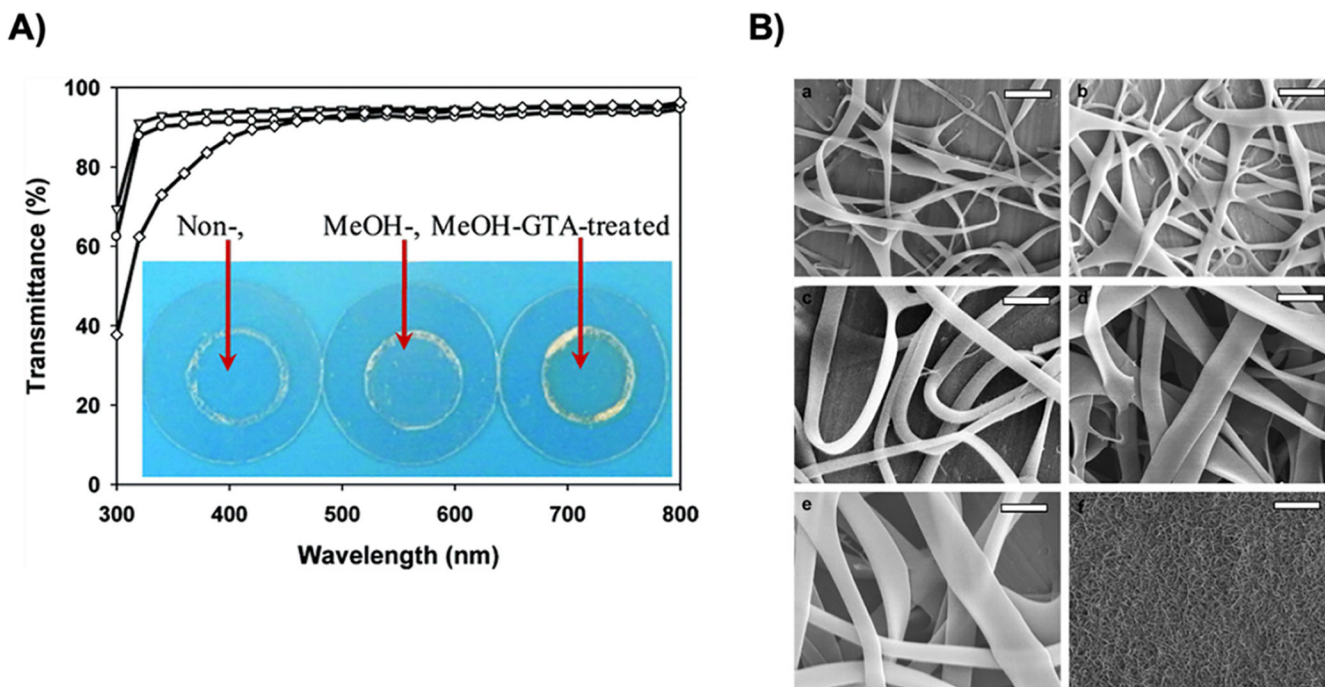 A)
B)
100
80
60
40
20
0
Transmittance (%)
Non-, MeOH-, MeOH-GTA-treated
300 400 500 600 700 800
Wavelength (nm)
a
b
c
d
e
f